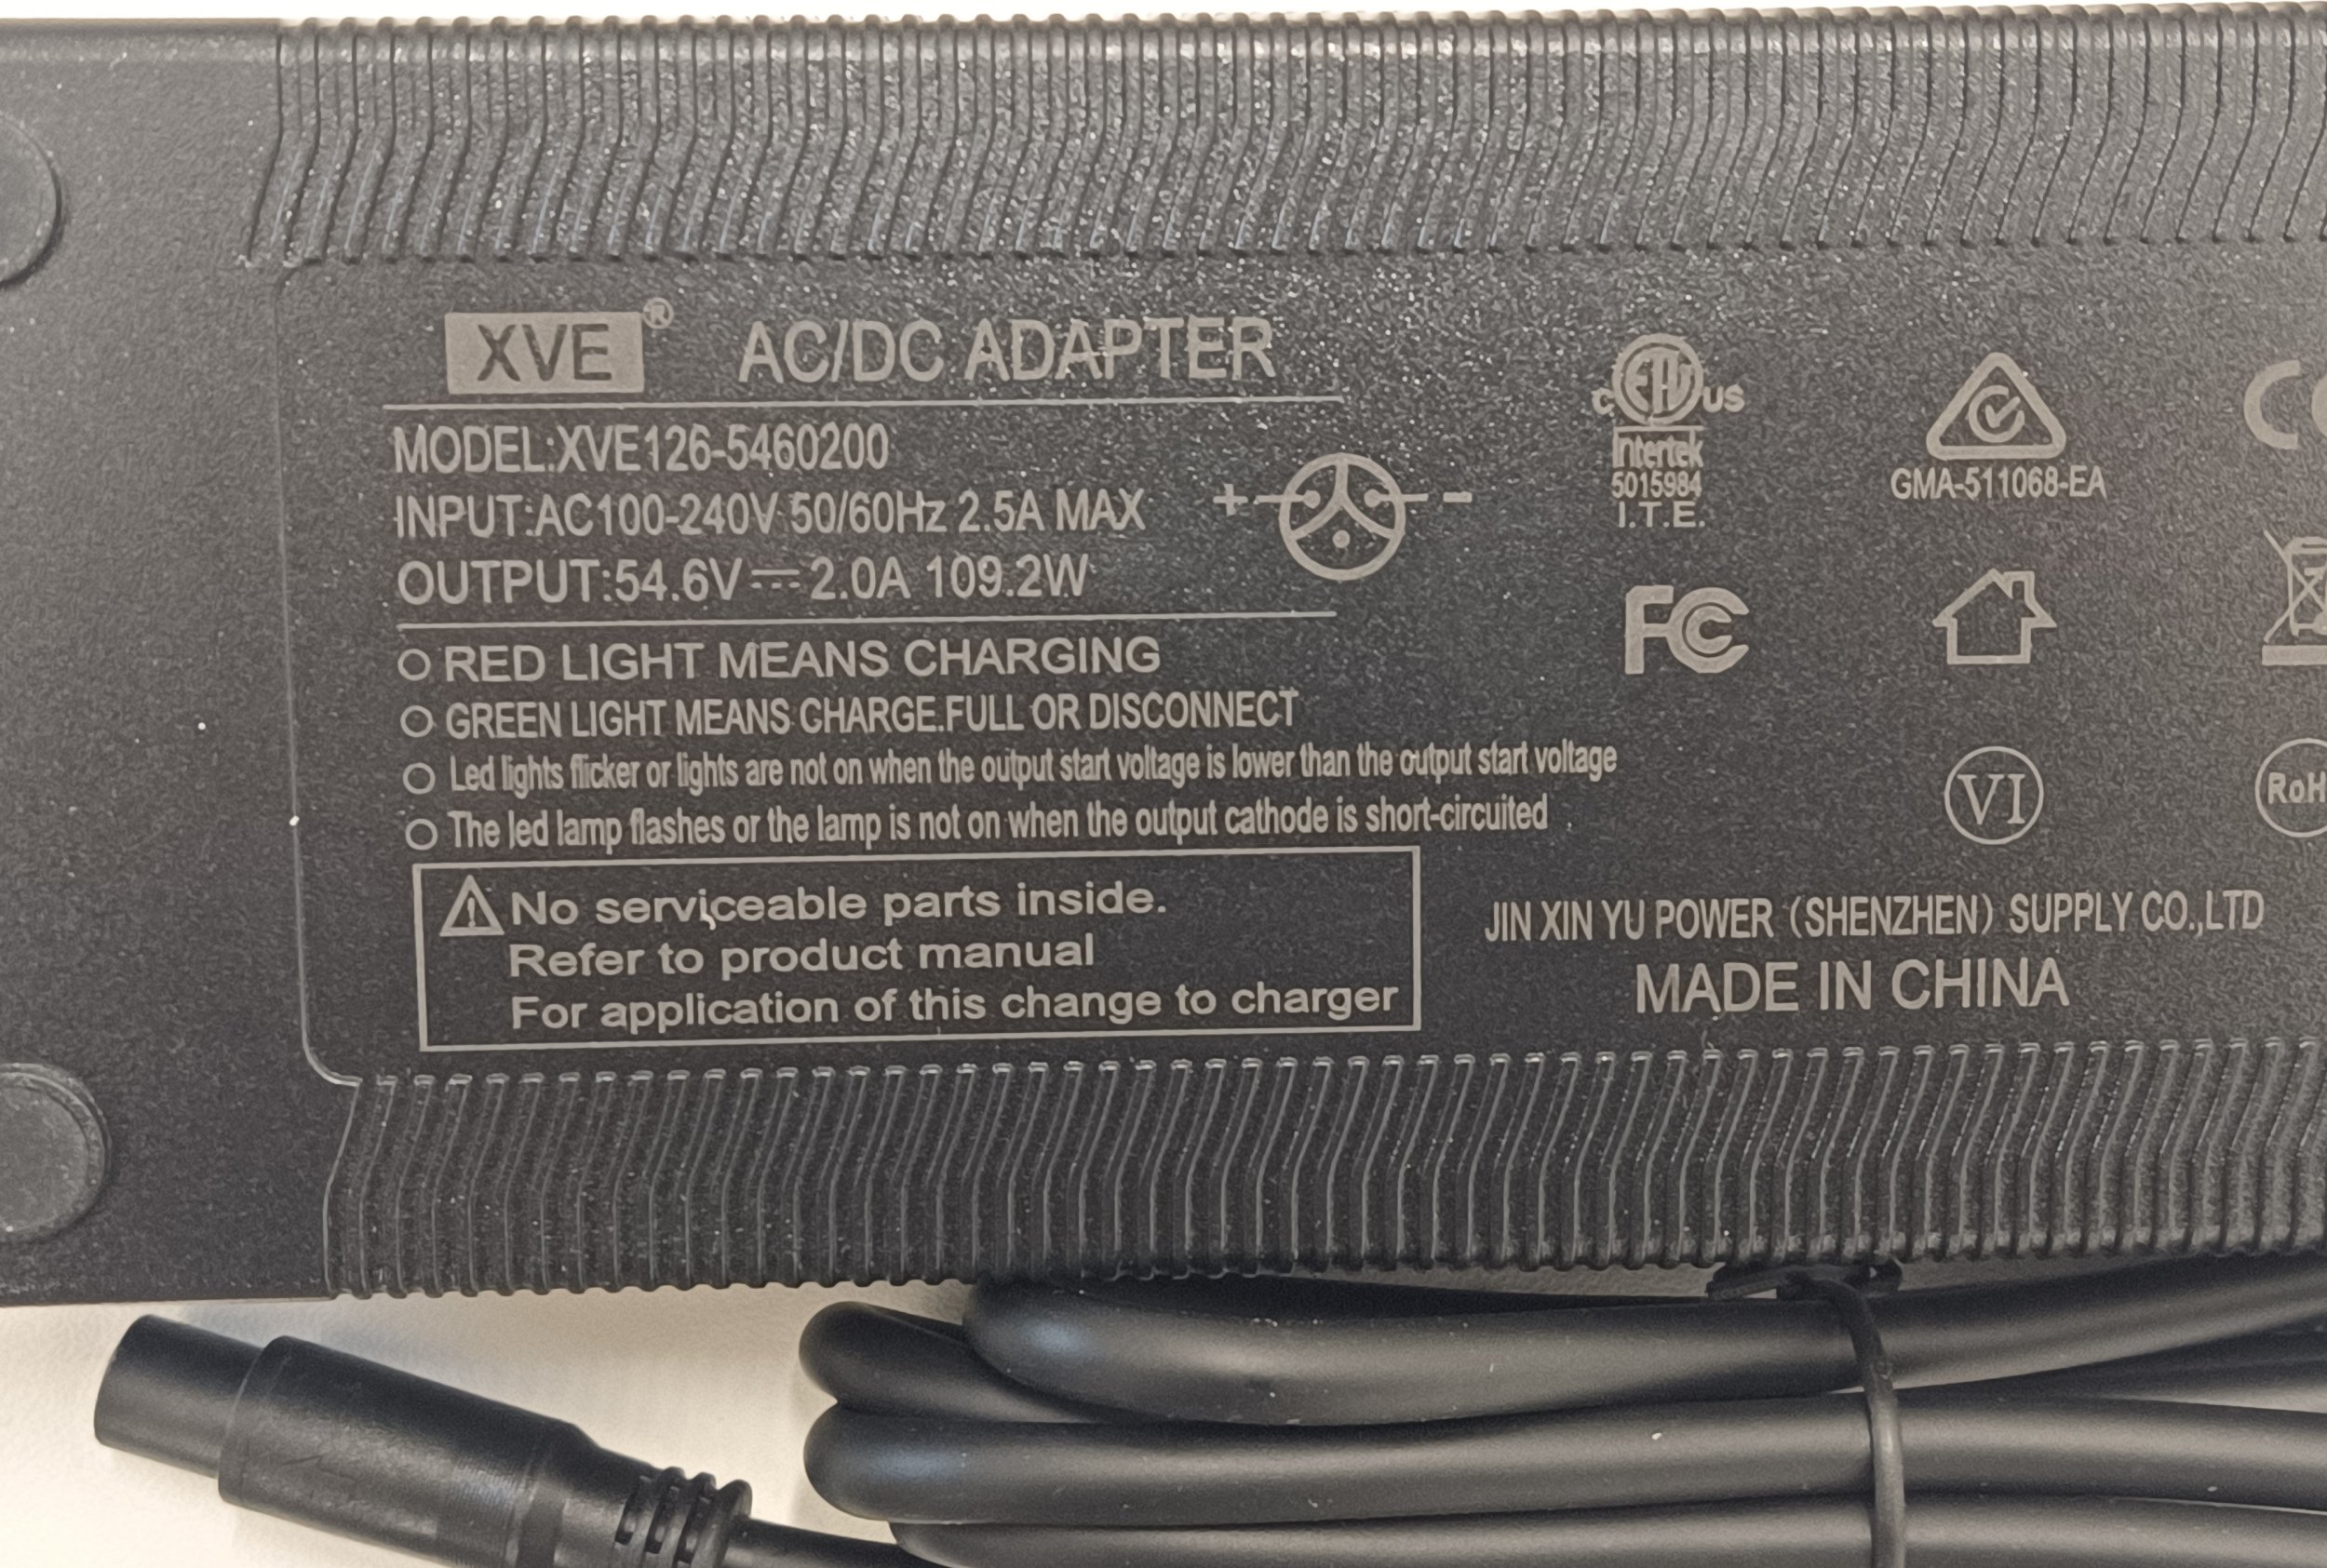 XVE® AC/DC ADAPTER
MODEL:XVE126-5460200
INPUT:AC100-240V 50/60Hz 2.5A MAX
+ -
OUTPUT:54.6V⎓2.0A 109.2W
RED LIGHT MEANS CHARGING
GREEN LIGHT MEANS CHARGE.FULL OR DISCONNECT
Led lights flicker or lights are not on when the output start voltage is lower than the output start voltage
The led lamp flashes or the lamp is not on when the output cathode is short-circuited
No serviceable parts inside.
Refer to product manual
For application of this change to charger
c ETL US
Intertek
5015984
I.T.E.
GMA-511068-EA
CE
FC
VI
RoH
JIN XIN YU POWER (SHENZHEN) SUPPLY CO.,LTD
MADE IN CHINA